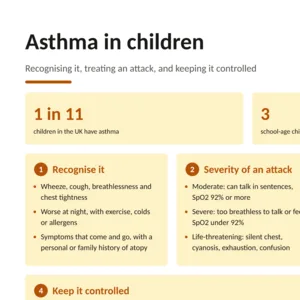 Asthma in children
Recognising it, treating an attack, and keeping it controlled
1 in 11
children in the UK have asthma
3
school-age
1 Recognise it
Wheeze, cough, breathlessness and
chest tightness
Worse at night, with exercise, colds
or allergens
Symptoms that come and go, with a
personal or family history of atopy
2 Severity of an attack
Moderate: can talk in sentences,
SpO2 92% or more
Severe: too breathless to talk or
SpO2 under 92%
Life-threatening: silent chest,
cyanosis, exhaustion, confusion
4 Keep it controlled